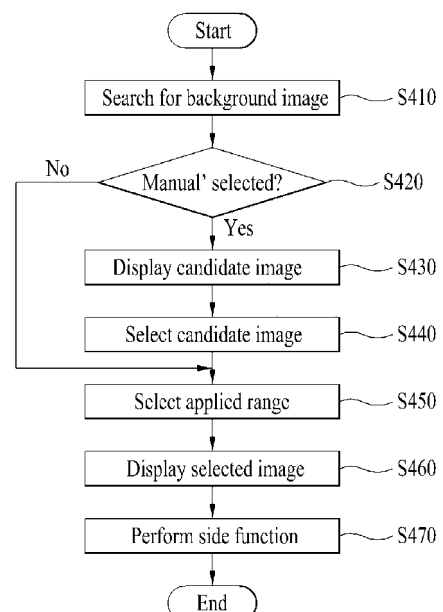 Start
Search for background image
S410
No
Manual' selected?
S420
Yes
Display candidate image
S430
Select candidate image
S440
Select applied range
S450
Display selected image
S460
Perform side function
S470
End